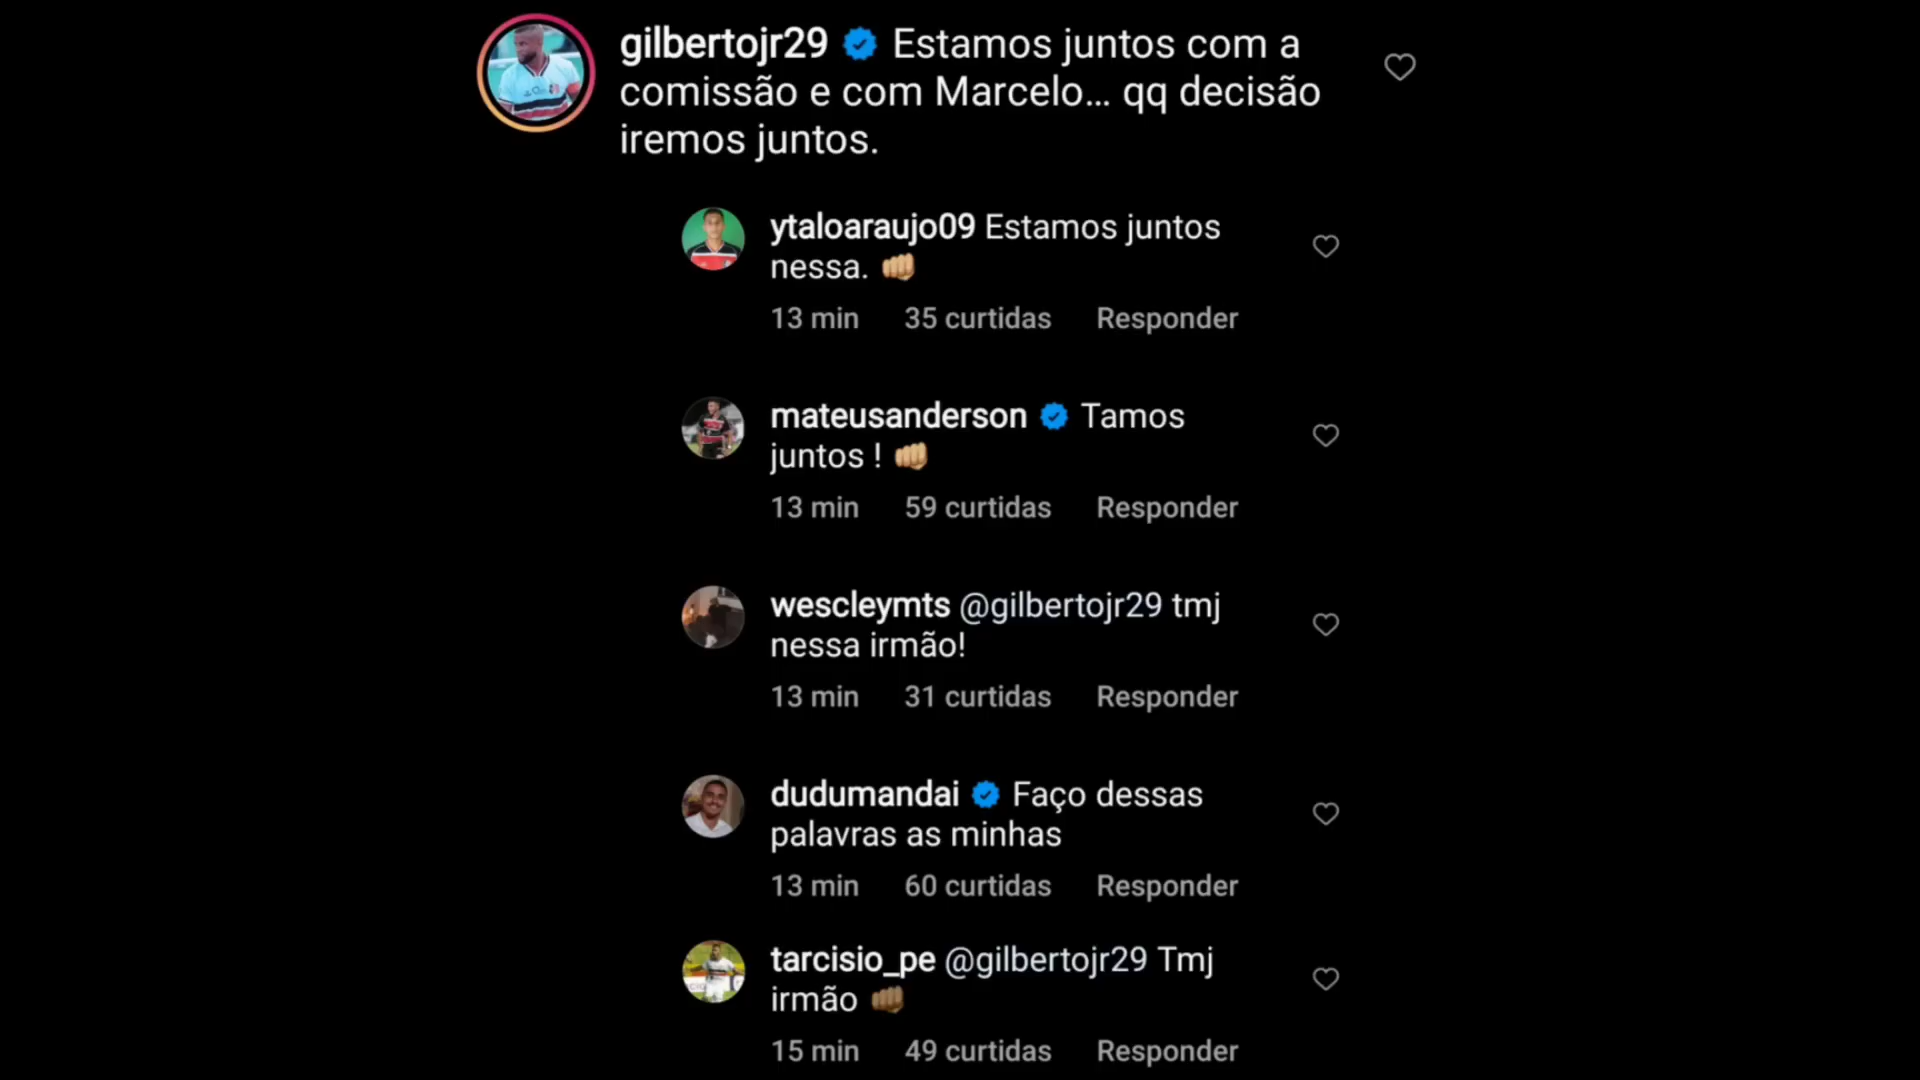 gilbertojr29 Estamos juntos com a
comissão e com Marcelo... qq decisão
iremos juntos.
ytaloaraujo09 Estamos juntos
nessa. 👊🏼
13 min 35 curtidas Responder
mateusanderson Tamos
juntos ! 👊🏼
13 min 59 curtidas Responder
wescleymts @gilbertojr29 tmj
nessa irmão!
13 min 31 curtidas Responder
dudumandai Faço dessas
palavras as minhas
13 min 60 curtidas Responder
tarcisio_pe @gilbertojr29 Tmj
irmão 👊🏽
15 min 49 curtidas Responder